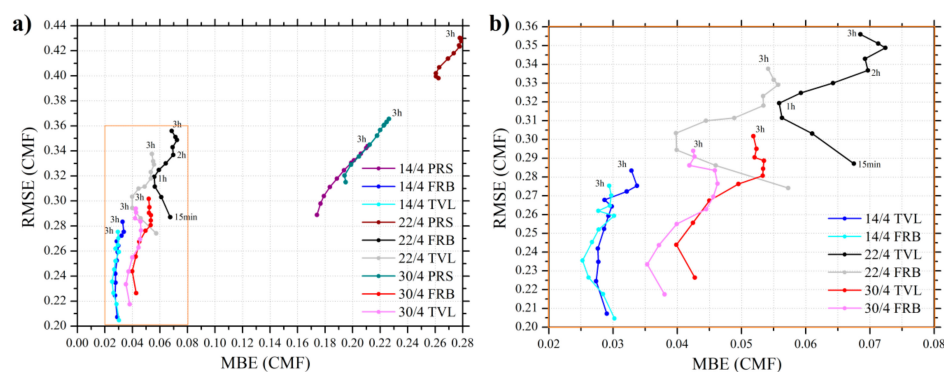 a)
RMSE (CMF)
0.44
0.42
0.40
0.38
0.36
0.34
0.32
0.30
0.28
0.26
0.24
0.22
0.20
3h
3h
3h
3h
2h
1h
3h
3h
3h
15min
3h
14/4 PRS
14/4 FRB
14/4 TVL
22/4 PRS
22/4 FRB
22/4 TVL
30/4 PRS
30/4 FRB
30/4 TVL
0.00 0.02 0.04 0.06 0.08 0.10 0.12 0.14 0.16 0.18 0.20 0.22 0.24 0.26 0.28
MBE (CMF)
b)
RMSE (CMF)
0.36
0.35
0.34
0.33
0.32
0.31
0.30
0.29
0.28
0.27
0.26
0.25
0.24
0.23
0.22
0.21
0.20
3h
3h
2h
1h
3h
3h
15min
3h
3h
14/4 TVL
14/4 FRB
22/4 TVL
22/4 FRB
30/4 TVL
30/4 FRB
0.02 0.03 0.04 0.05 0.06 0.07 0.08
MBE (CMF)